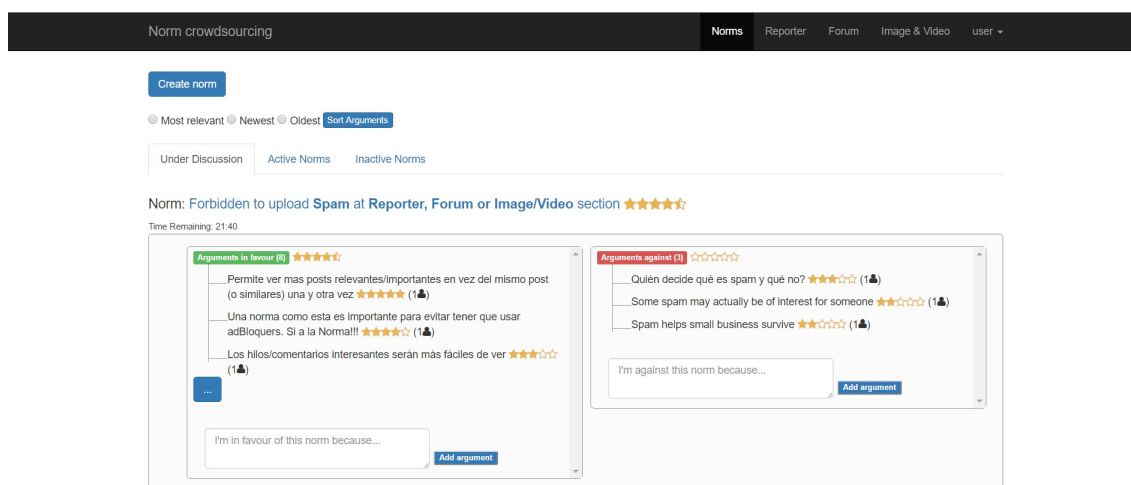 Norm crowdsourcing
Norms Reporter Forum Image & Video user
Create norm
Most relevant Newest Oldest Sort Arguments
Under Discussion Active Norms Inactive Norms
Norm: Forbidden to upload Spam at Reporter, Forum or Image/Video section
Time Remaining: 21:40
Arguments in favour (8)
Permite ver mas posts relevantes/importantes en vez del mismo post
(o similares) una y otra vez (1)
Una norma como esta es importante para evitar tener que usar
adBloquers. Si a la Norma!!! (1)
Los hilos/comentarios interesantes serán más fáciles de ver
(1)
...
I'm in favour of this norm because...
Add argument
Arguments against (3)
Quién decide qué es spam y qué no? (1)
Some spam may actually be of interest for someone (1)
Spam helps small business survive (1)
I'm against this norm because...
Add argument